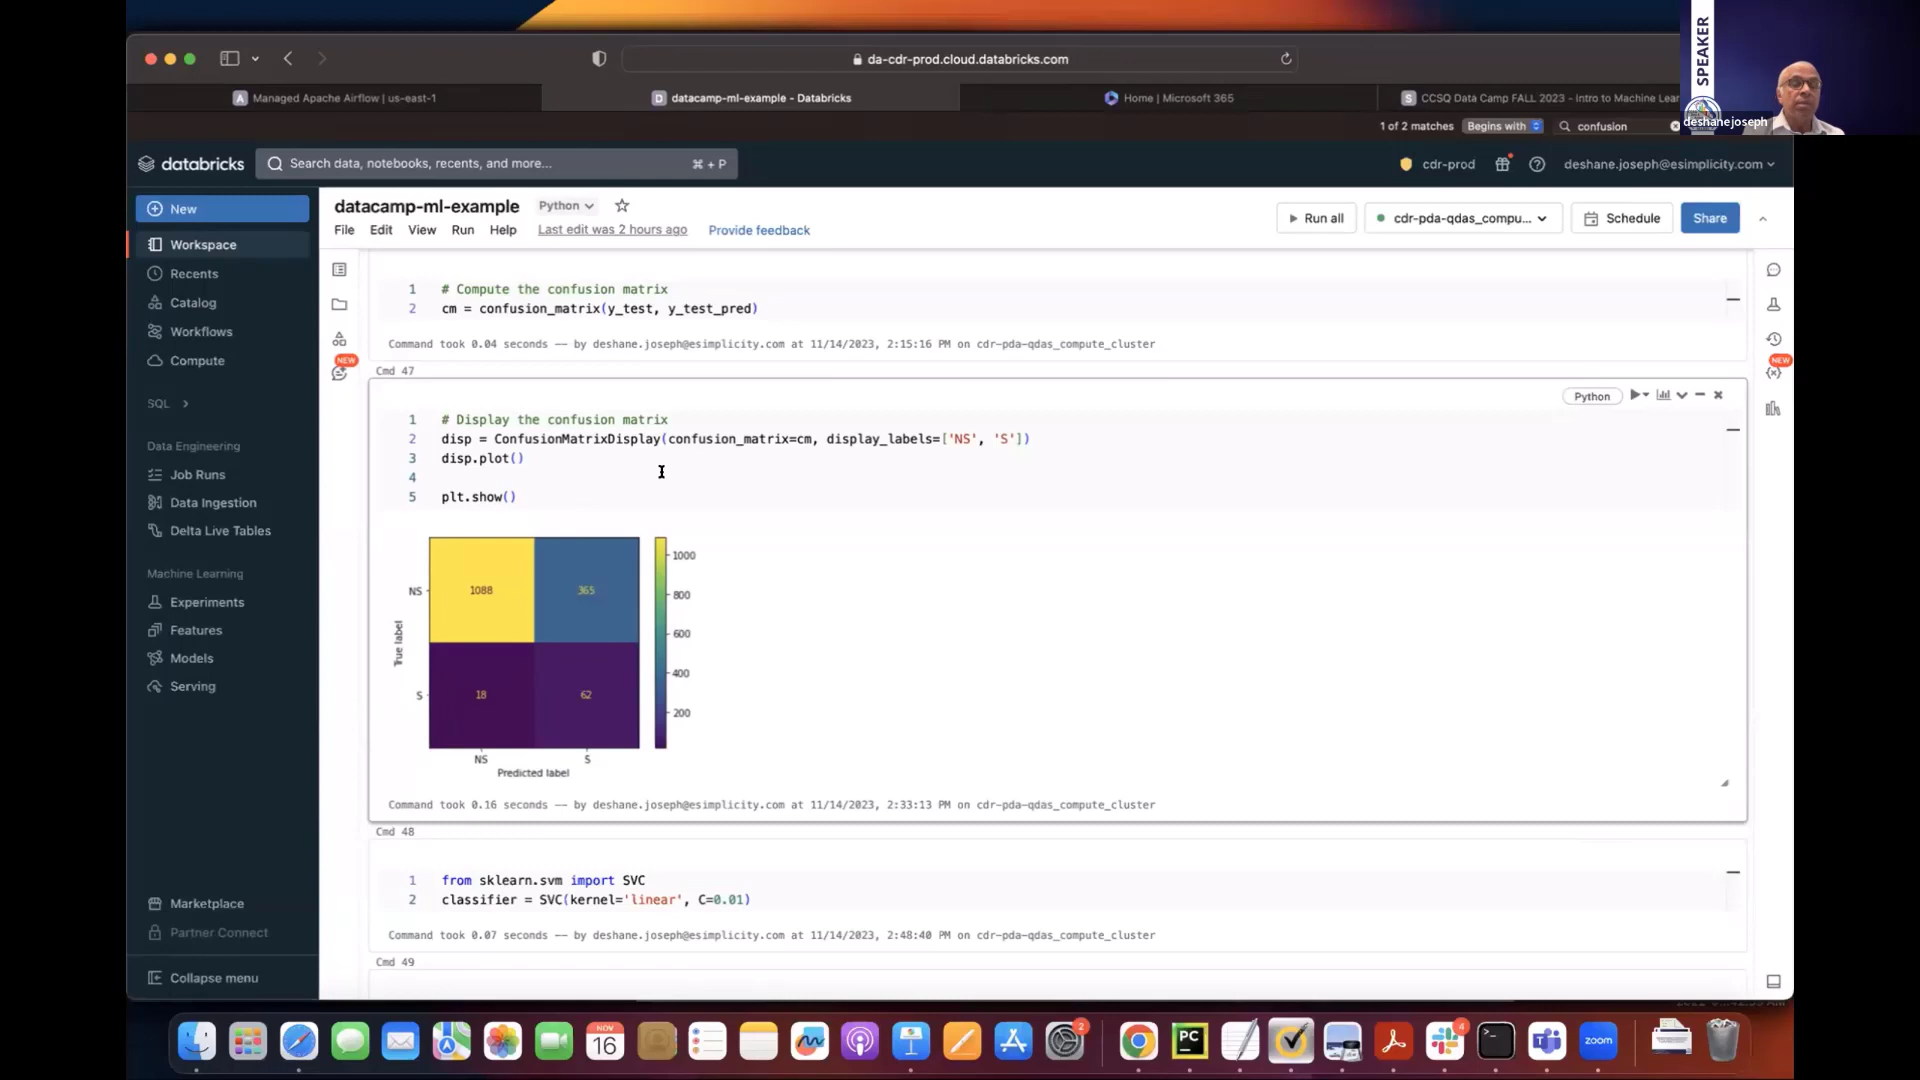 da-cdr-prod.cloud.databricks.com
SPEAKER
deshanejoseph
Managed Apache Airflow | us-east-1
datacamp-ml-example - Databricks
Home | Microsoft 365
CCSQ Data Camp FALL 2023 - Intro to Machine Lear
1 of 2 matches
Begins with
confusion
databricks
Search data, notebooks, recents, and more...
⌘ + P
cdr-prod
deshane.joseph@esimplicity.com
New
Workspace
Recents
Catalog
Workflows
Compute
SQL
Data Engineering
Job Runs
Data Ingestion
Delta Live Tables
Machine Learning
Experiments
Features
Models
Serving
Marketplace
Partner Connect
Collapse menu
datacamp-ml-example
Python
File Edit View Run Help
Last edit was 2 hours ago
Provide feedback
Run all
cdr-pda-qdas_compu...
Schedule
Share
NEW
NEW
1 # Compute the confusion matrix
2 cm = confusion_matrix(y_test, y_test_pred)
Command took 0.04 seconds -- by deshane.joseph@esimplicity.com at 11/14/2023, 2:15:16 PM on cdr-pda-qdas_compute_cluster
Cmd 47
Python
1 # Display the confusion matrix
2 disp = ConfusionMatrixDisplay(confusion_matrix=cm, display_labels=['NS', 'S'])
3 disp.plot()
4
5 plt.show()
1088
365
18
62
NS
S
True label
NS
S
Predicted label
1000
800
600
400
200
Command took 0.16 seconds -- by deshane.joseph@esimplicity.com at 11/14/2023, 2:33:13 PM on cdr-pda-qdas_compute_cluster
Cmd 48
1 from sklearn.svm import SVC
2 classifier = SVC(kernel='linear', C=0.01)
Command took 0.07 seconds -- by deshane.joseph@esimplicity.com at 11/14/2023, 2:48:40 PM on cdr-pda-qdas_compute_cluster
Cmd 49
NOV
16
2
PC
4
zoom